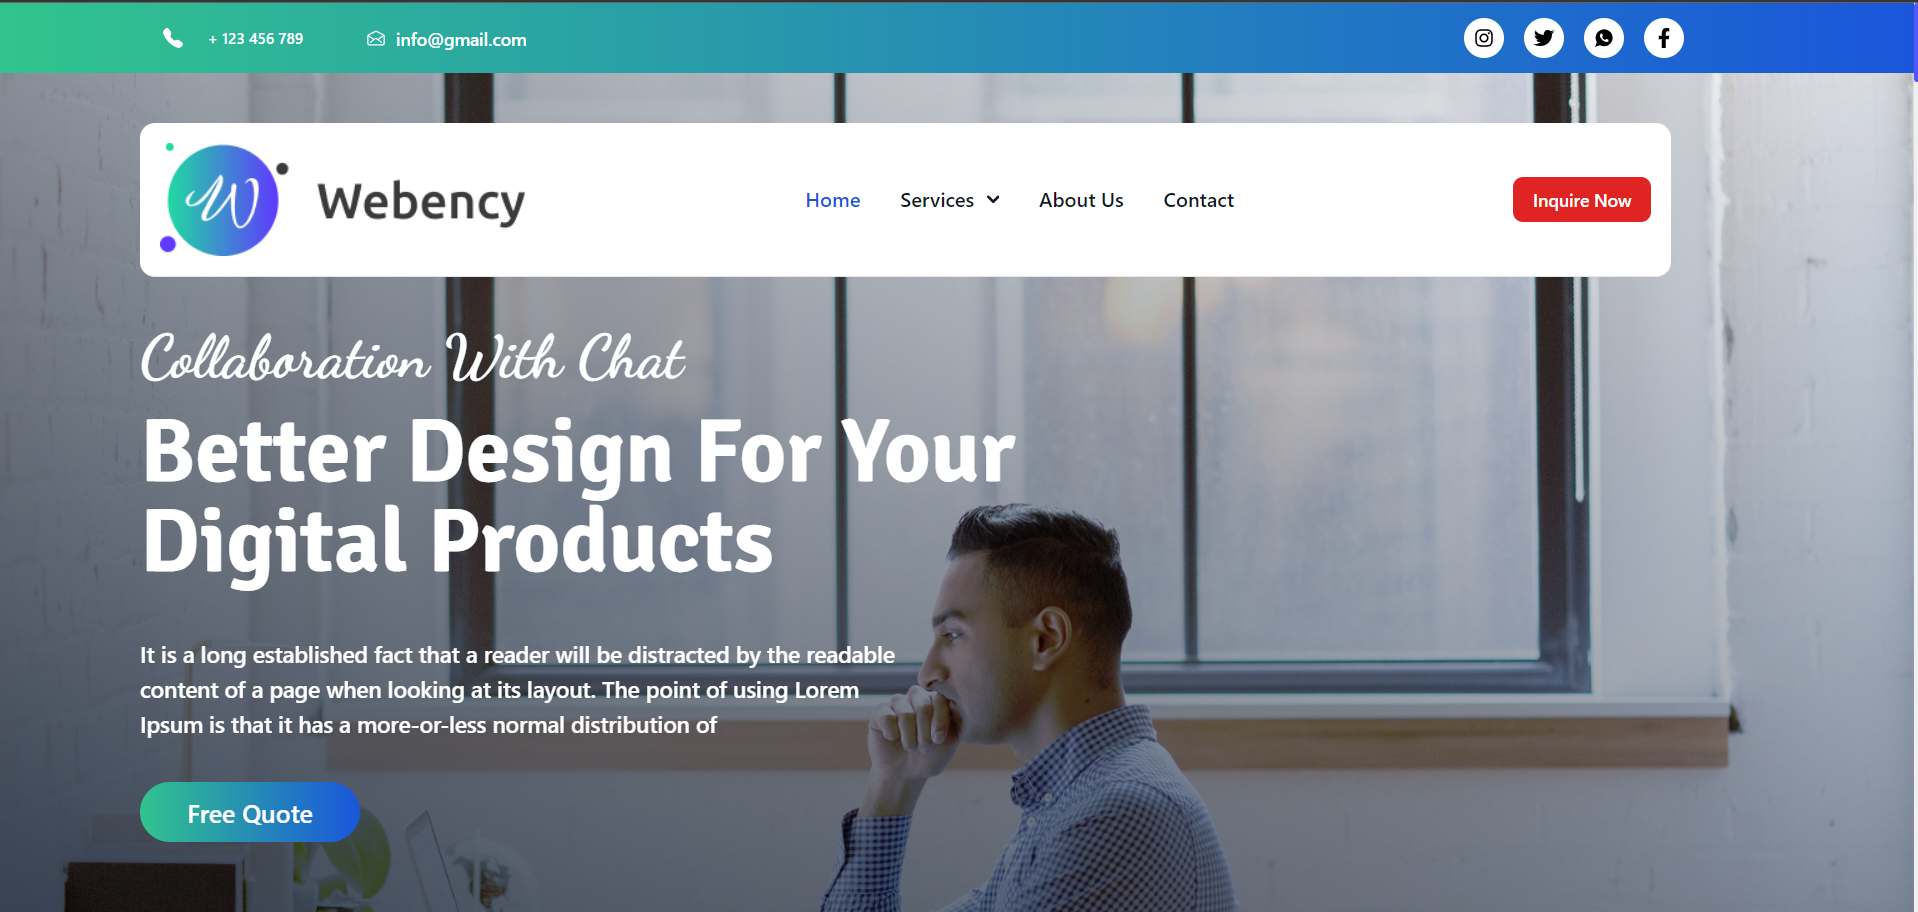 + 123 456 789
info@gmail.com
W
Webency
Home
Services
About Us
Contact
Inquire Now
Collaboration With Chat
Better Design For Your
Digital Products
It is a long established fact that a reader will be distracted by the readable
content of a page when looking at its layout. The point of using Lorem
Ipsum is that it has a more-or-less normal distribution of
Free Quote